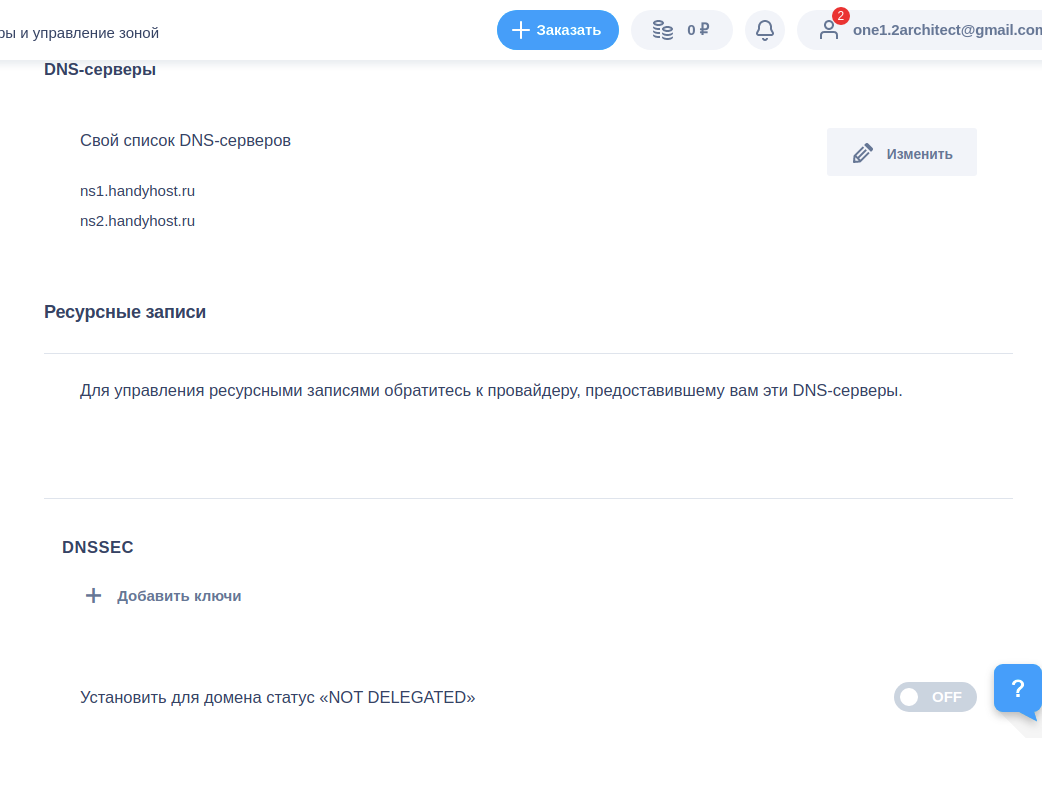 ры и управление зоной
Заказать
0 ₽
2
one1.2architect@gmail.com
DNS-серверы
Свой список DNS-серверов
Изменить
ns1.handyhost.ru
ns2.handyhost.ru
Ресурсные записи
Для управления ресурсными записями обратитесь к провайдеру, предоставившему вам эти DNS-серверы.
DNSSEC
Добавить ключи
Установить для домена статус «NOT DELEGATED»
OFF
?